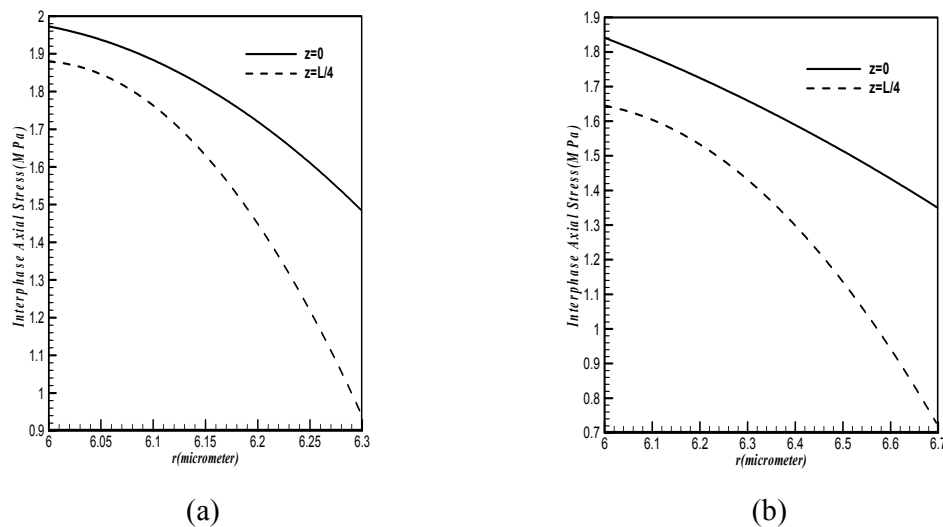 2
1.9
1.8
1.7
1.6
1.5
1.4
1.3
1.2
1.1
1
0.9
Interphase Axial Stress(MPa)
z=0
z=L/4
6 6.05 6.1 6.15 6.2 6.25 6.3
r(micrometer)
(a)
1.9
1.8
1.7
1.6
1.5
1.4
1.3
1.2
1.1
1
0.9
0.8
0.7
Interphase Axial Stress(MPa)
z=0
z=L/4
6 6.1 6.2 6.3 6.4 6.5 6.6 6.7
r(micrometer)
(b)